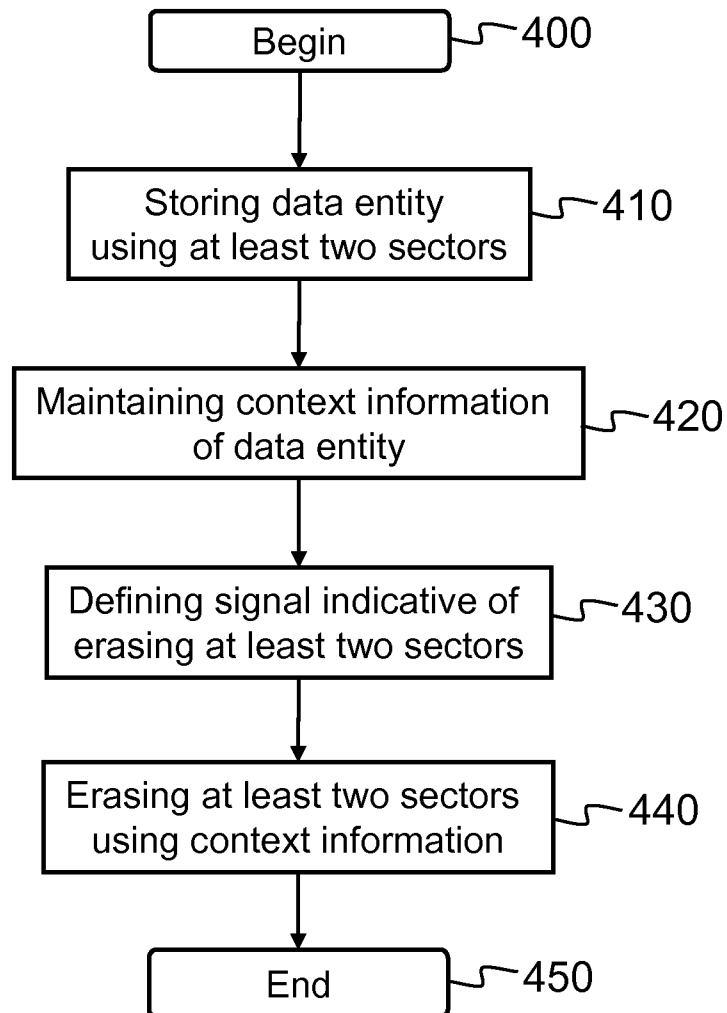 Begin
400
Storing data entity
using at least two sectors
410
Maintaining context information
of data entity
420
Defining signal indicative of
erasing at least two sectors
430
Erasing at least two sectors
using context information
440
End
450